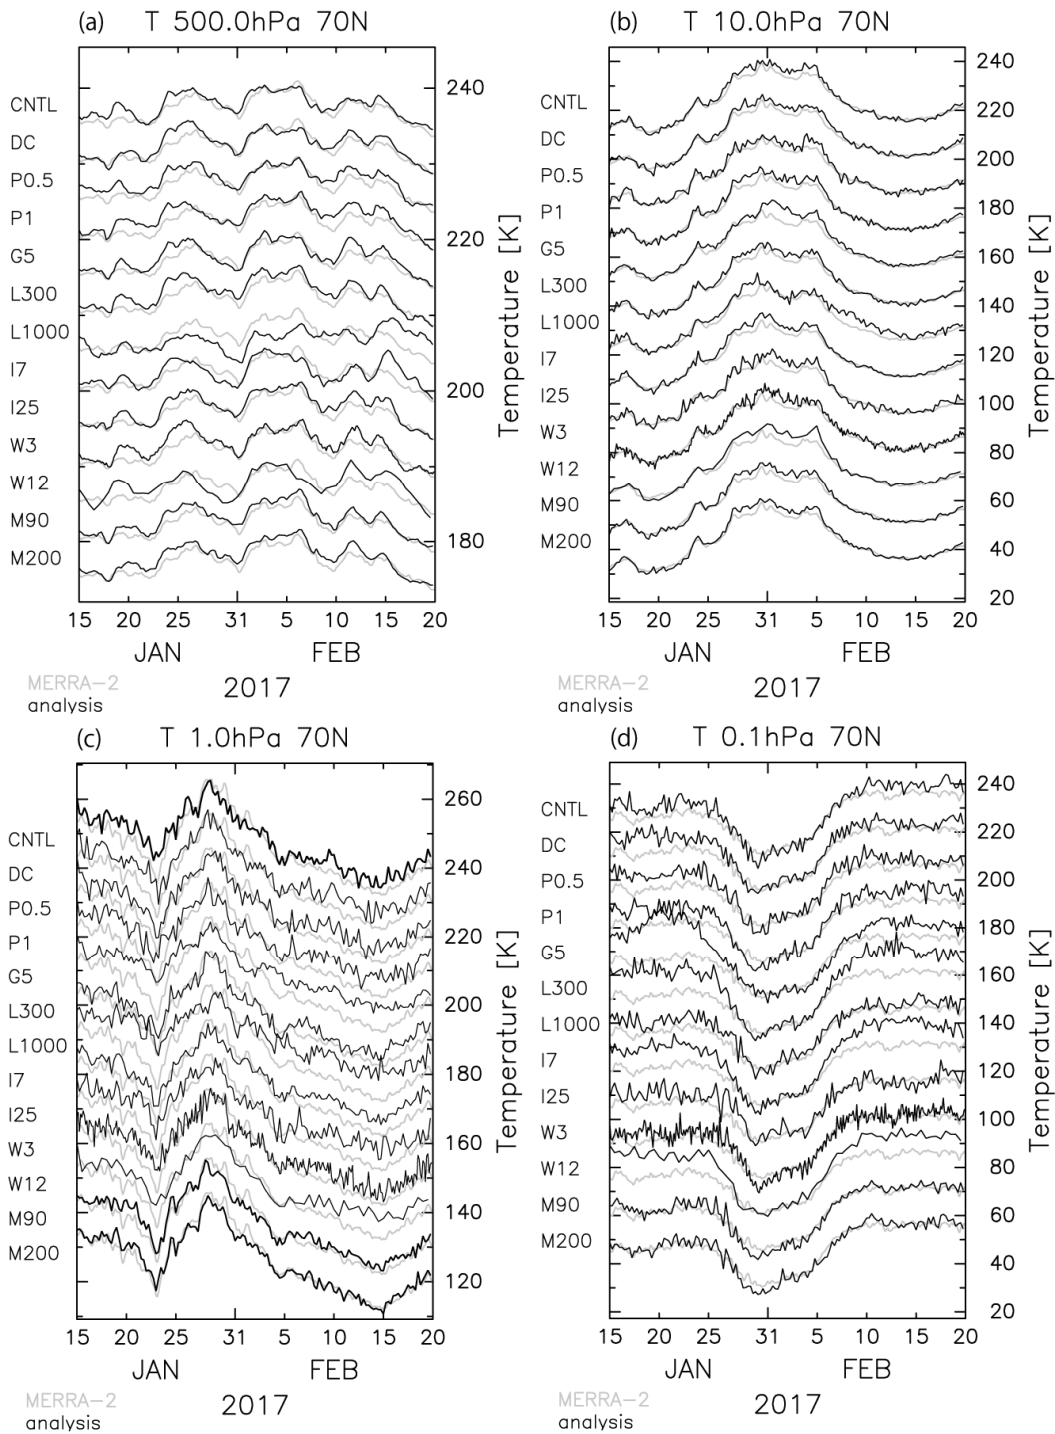 (a) T 500.0hPa 70N
CNTL
DC
P0.5
P1
G5
L300
L1000
I7
I25
W3
W12
M90
M200
240
220
200
180
Temperature [K]
15 20 25 31 5 10 15 20
JAN FEB
MERRA-2
analysis
2017
(b) T 10.0hPa 70N
CNTL
DC
P0.5
P1
G5
L300
L1000
I7
I25
W3
W12
M90
M200
240
220
200
180
160
140
120
100
80
60
40
20
Temperature [K]
15 20 25 31 5 10 15 20
JAN FEB
MERRA-2
analysis
2017
(c) T 1.0hPa 70N
CNTL
DC
P0.5
P1
G5
L300
L1000
I7
I25
W3
W12
M90
M200
260
240
220
200
180
160
140
120
Temperature [K]
15 20 25 31 5 10 15 20
JAN FEB
MERRA-2
analysis
2017
(d) T 0.1hPa 70N
CNTL
DC
P0.5
P1
G5
L300
L1000
I7
I25
W3
W12
M90
M200
240
220
200
180
160
140
120
100
80
60
40
20
Temperature [K]
15 20 25 31 5 10 15 20
JAN FEB
MERRA-2
analysis
2017